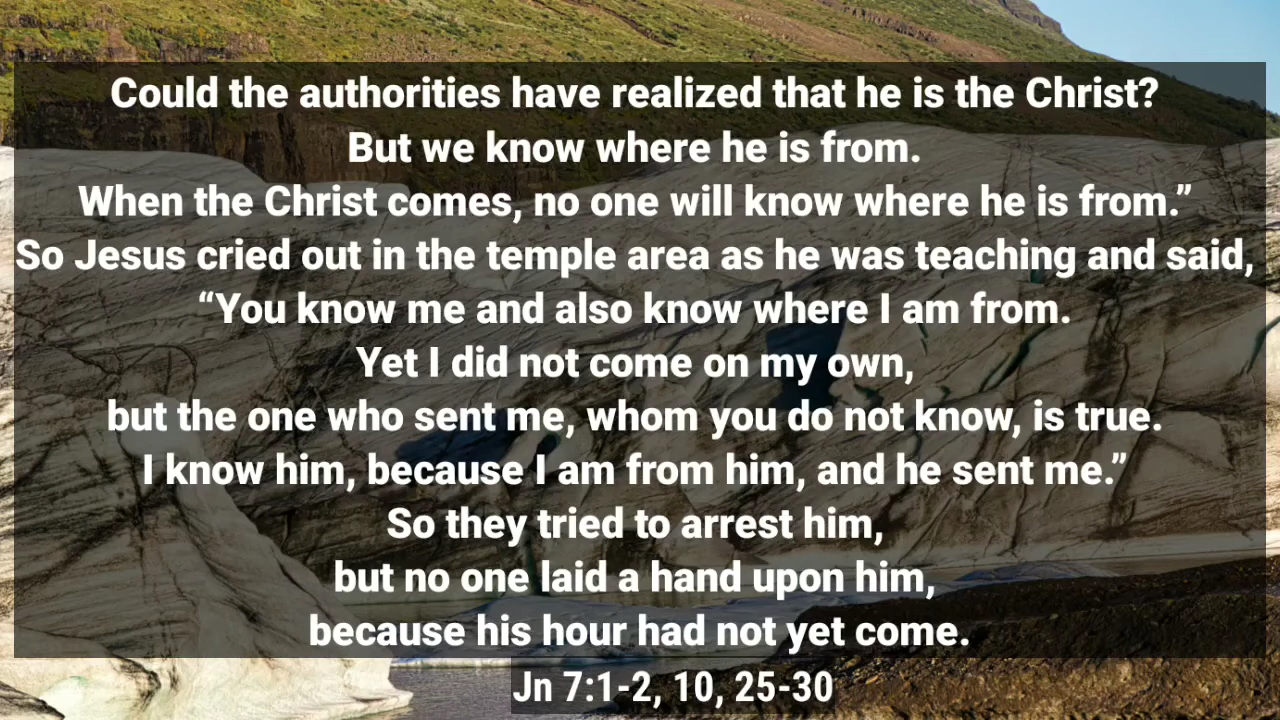 Could the authorities have realized that he is the Christ?
But we know where he is from.
When the Christ comes, no one will know where he is from.”
So Jesus cried out in the temple area as he was teaching and said,
“You know me and also know where I am from.
Yet I did not come on my own,
but the one who sent me, whom you do not know, is true.
I know him, because I am from him, and he sent me.”
So they tried to arrest him,
but no one laid a hand upon him,
because his hour had not yet come.
Jn 7:1-2, 10, 25-30